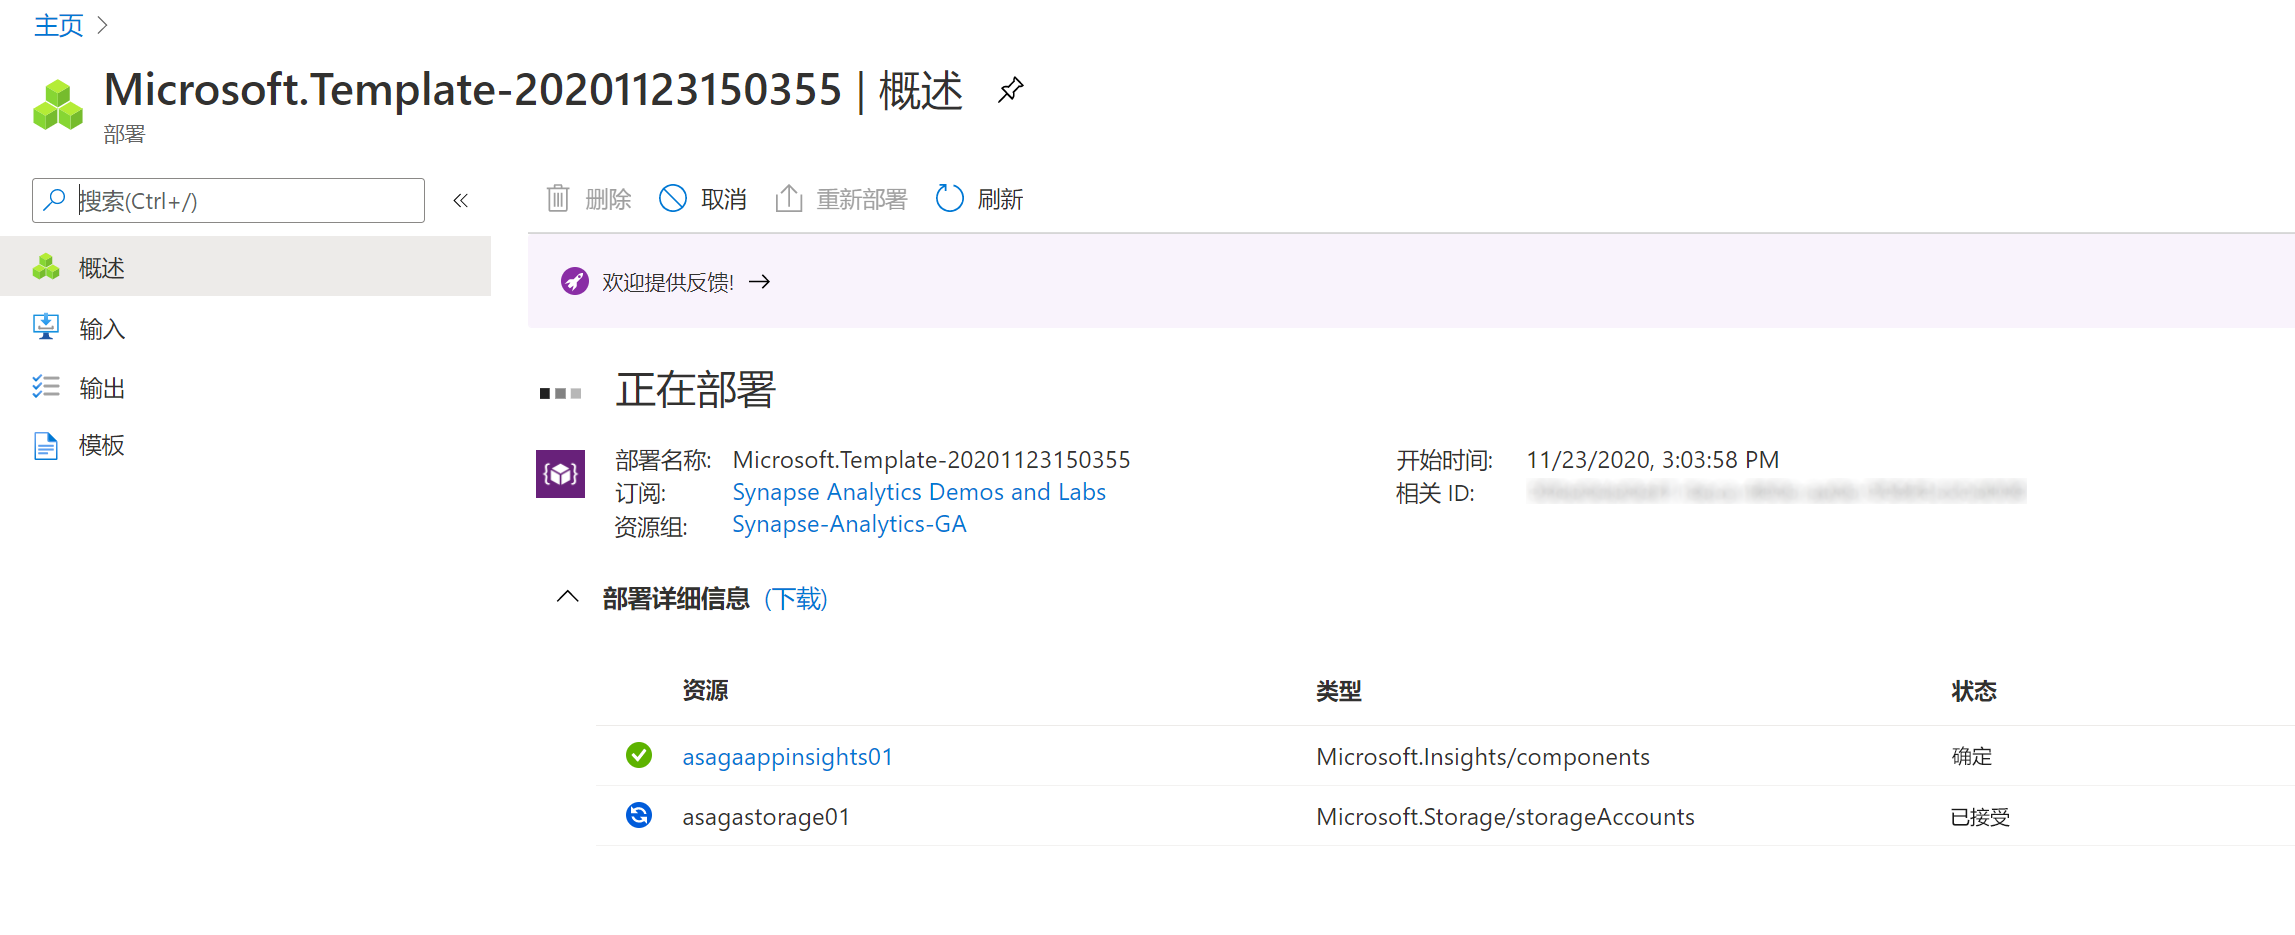 主页 >
Microsoft.Template-20201123150355 | 概述
部署
搜索(Ctrl+/)
«
删除 取消 重新部署 刷新
概述
输入
输出
模板
欢迎提供反馈! →
正在部署
部署名称: Microsoft.Template-20201123150355
订阅: Synapse Analytics Demos and Labs
资源组: Synapse-Analytics-GA
开始时间: 11/23/2020, 3:03:58 PM
相关 ID:
部署详细信息 (下载)
资源 类型 状态
asagaappinsights01 Microsoft.Insights/components 确定
asagastorage01 Microsoft.Storage/storageAccounts 已接受